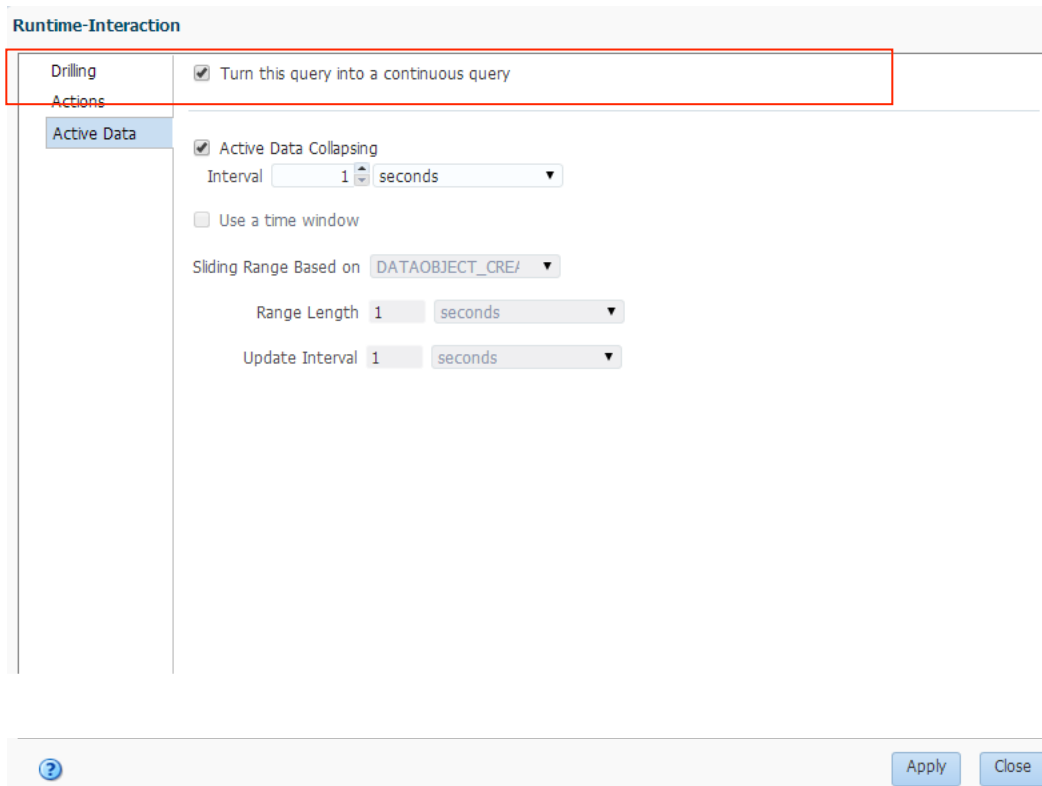 Runtime-Interaction
Drilling
Turn this query into a continuous query
Actions
Active Data
Active Data Collapsing
Interval 1 seconds
Use a time window
Sliding Range Based on DATAOBJECT_CREA
Range Length 1 seconds
Update Interval 1 seconds
? Apply Close